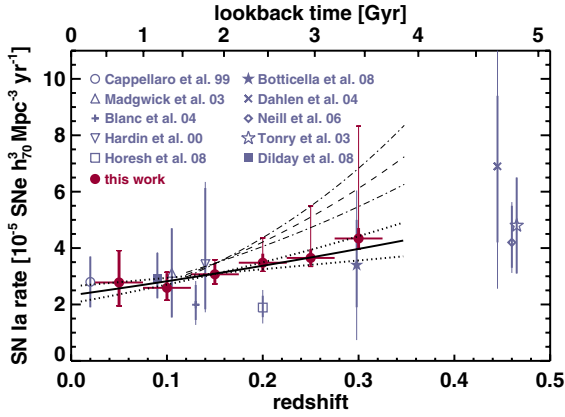 lookback time [Gyr]
0 1 2 3 4 5
10
8
6
4
2
0
SN Ia rate [10⁻⁵ SNe h³₇₀ Mpc⁻³ yr⁻¹]
Cappellaro et al. 99
Madgwick et al. 03
Blanc et al. 04
Hardin et al. 00
Horesh et al. 08
this work
Botticella et al. 08
Dahlen et al. 04
Neill et al. 06
Tonry et al. 03
Dilday et al. 08
0.0 0.1 0.2 0.3 0.4 0.5
redshift